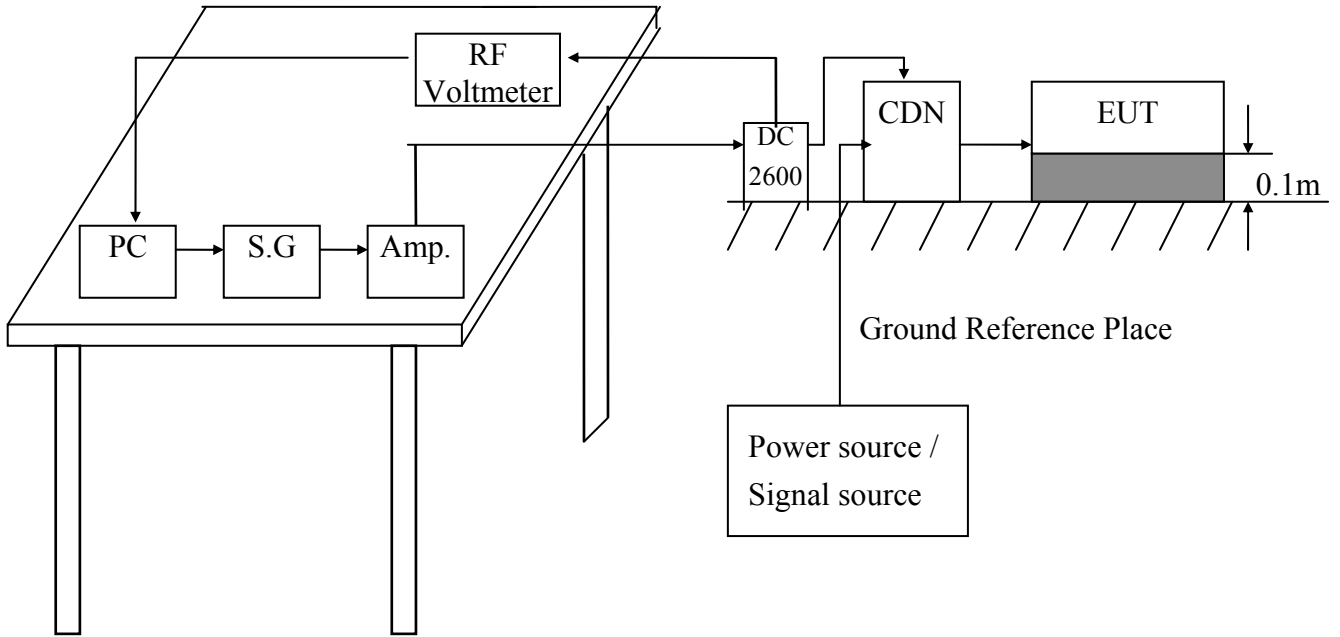 RF
Voltmeter
DC
2600
CDN
EUT
0.1m
PC
S.G
Amp.
Ground Reference Place
Power source /
Signal source